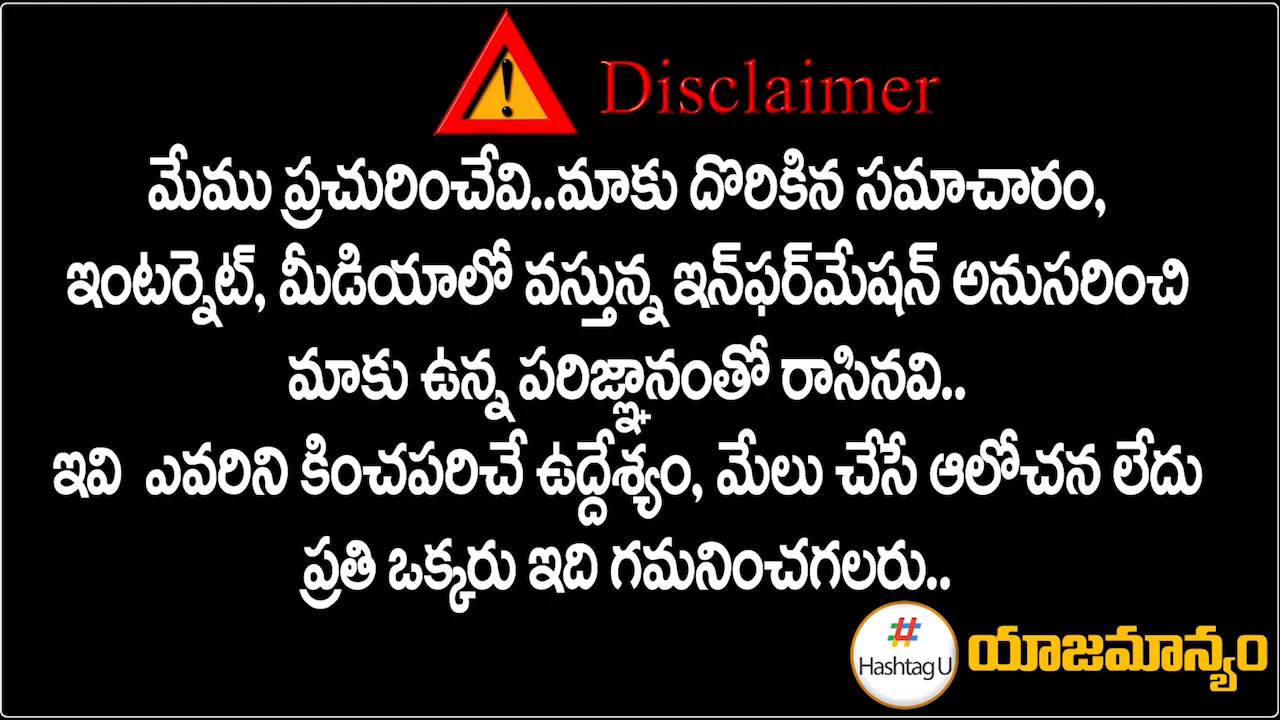 Disclaimer
మేము ప్రచురించేవి..మాకు దొరికిన సమాచారం,
ఇంటర్నెట్, మీడియాలో వస్తున్న ఇన్‌ఫర్‌మేషన్ అనుసరించి
మాకు ఉన్న పరిజ్ఞానంతో రాసినవి..
ఇవి ఎవరిని కించపరిచే ఉద్దేశ్యం, మేలు చేసే ఆలోచన లేదు
ప్రతి ఒక్కరు ఇది గమనించగలరు..
#
Hashtag U
యాజమాన్యం